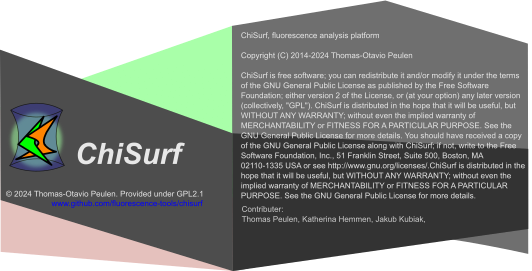 ChiSurf, fluorescence analysis platform
Copyright (C) 2014-2024 Thomas-Otavio Peulen
ChiSurf is free software; you can redistribute it and/or modify it under the terms
of the GNU General Public License as published by the Free Software
Foundation; either version 2 of the License, or (at your option) any later version
(collectively, "GPL"). ChiSurf is distributed in the hope that it will be useful, but
WITHOUT ANY WARRANTY; without even the implied warranty of
MERCHANTABILITY or FITNESS FOR A PARTICULAR PURPOSE. See the
GNU General Public License for more details. You should have received a copy
of the GNU General Public License along with ChiSurf; if not, write to the Free
Software Foundation, Inc., 51 Franklin Street, Suite 500, Boston, MA
02110-1335 USA or see http://www.gnu.org/licenses/.ChiSurf is distributed in the
hope that it will be useful, but WITHOUT ANY WARRANTY; without even the
implied warranty of MERCHANTABILITY or FITNESS FOR A PARTICULAR
PURPOSE. See the GNU General Public License for more details.
Contributer:
Thomas Peulen, Katherina Hemmen, Jakub Kubiak,
ChiSurf
© 2024 Thomas-Otavio Peulen. Provided under GPL2.1
www.github.com/fluorescence-tools/chisurf